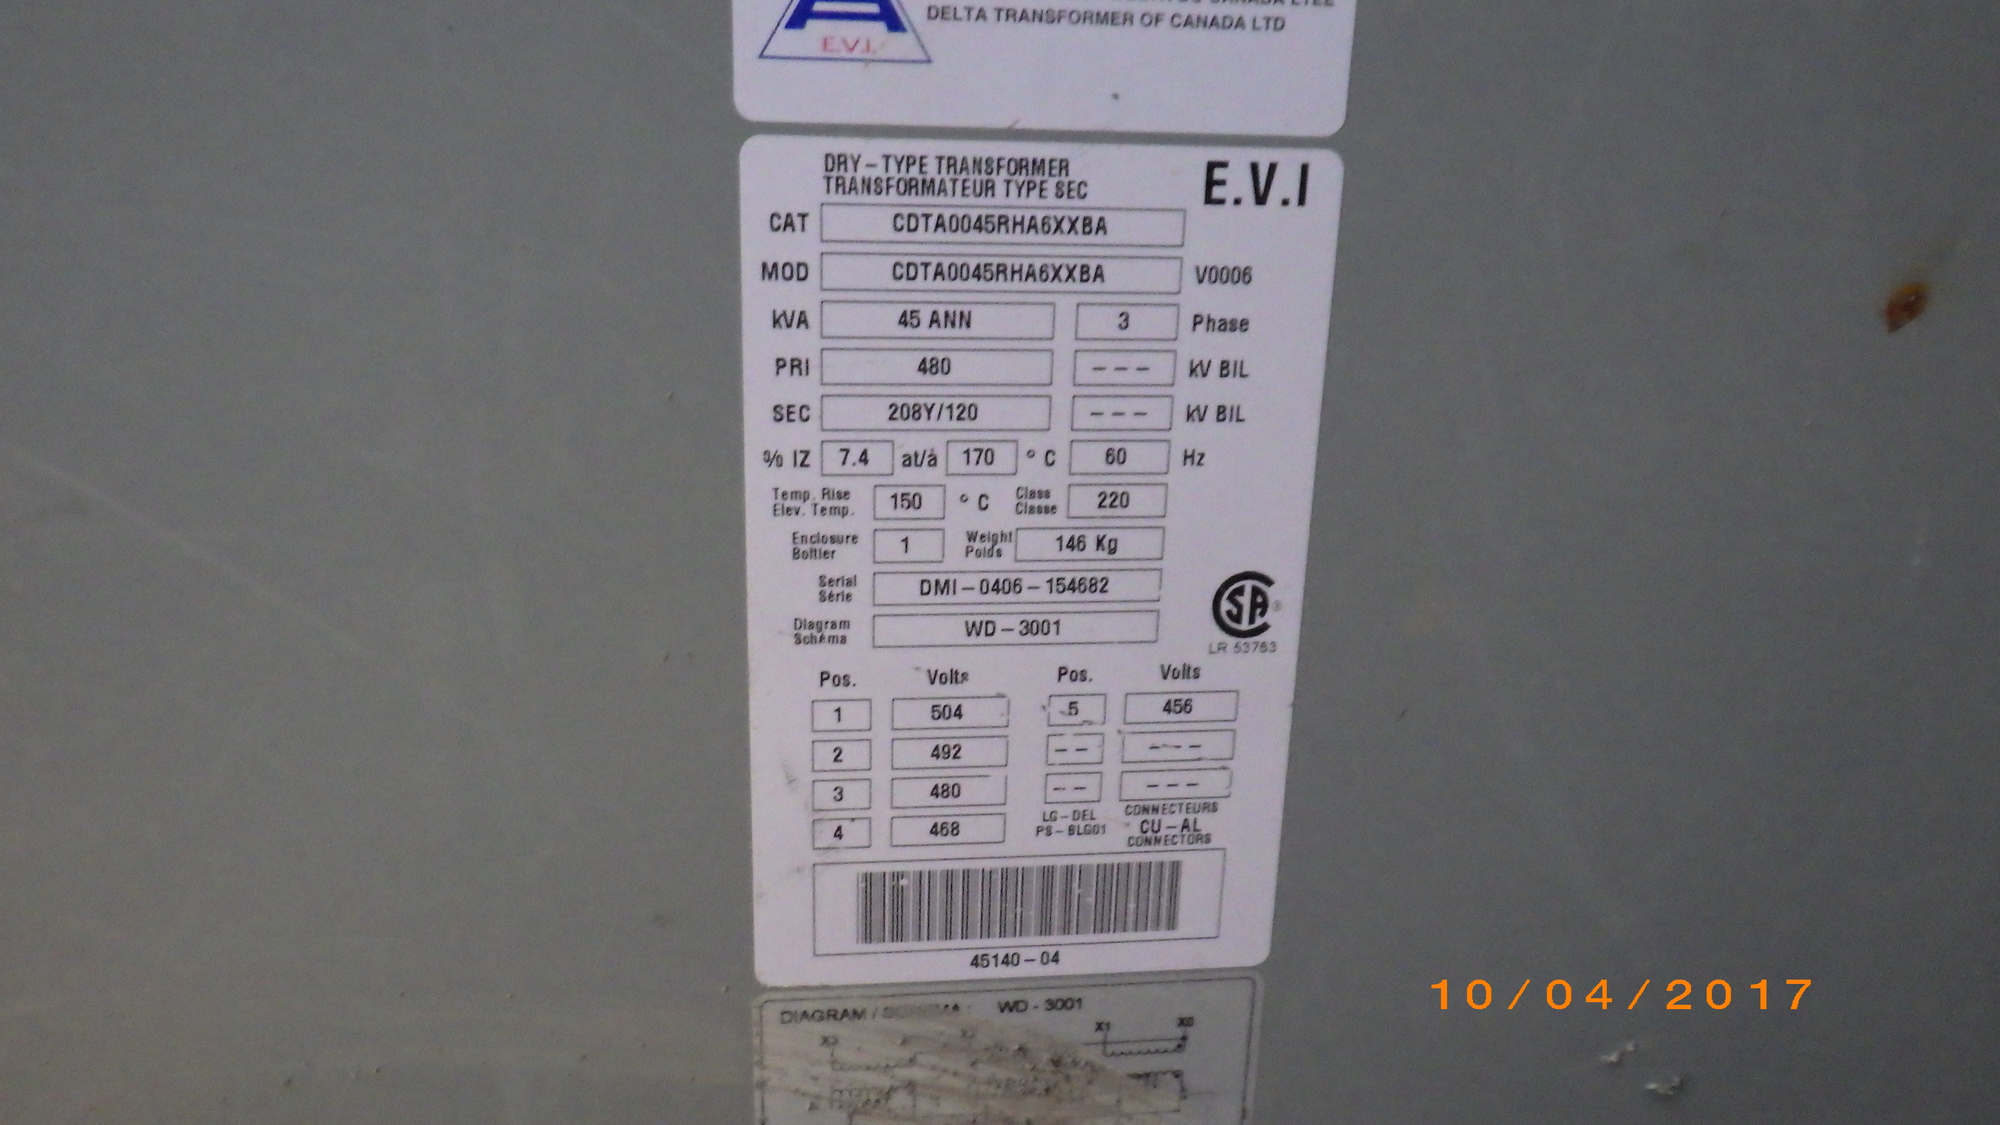 CANADA LTEE
DELTA TRANSFORMER OF CANADA LTD
E.V.I.
DRY-TYPE TRANSFORMER
TRANSFORMATEUR TYPE SEC
E.V.I
CAT CDTA0045RHA6XXBA
MOD CDTA0045RHA6XXBA V0006
kVA 45 ANN 3 Phase
PRI 480 --- kV BIL
SEC 208Y/120 --- kV BIL
% IZ 7.4 at/à 170 °C 60 Hz
Temp. Rise
Elev. Temp. 150 °C Class
Classe 220
Enclosure
Boîtier 1 Weight
Poids 146 Kg
Serial
Série DMI-0406-154682
Diagram
Schéma WD-3001
CSA ®
LR 53763
Pos. Volts Pos. Volts
1 504 5 456
2 492 -- ---
3 480 -- ---
4 468 LG-DEL
PS-BLG01
CONNECTEURS
CU-AL
CONNECTORS
45140-04
DIAGRAM / SCHEMA : WD - 3001
X1 X0
10/04/2017